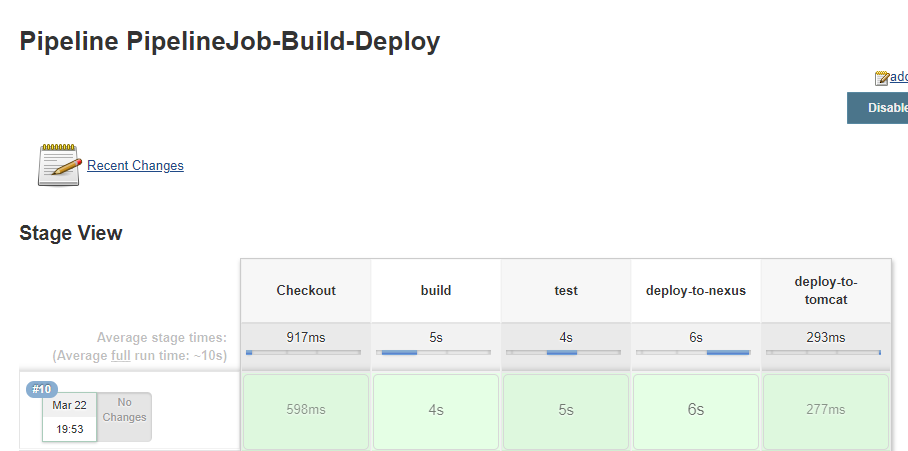 Pipeline PipelineJob-Build-Deploy
Disable
Recent Changes
Stage View
Checkout build test deploy-to-nexus deploy-to-
tomcat
Average stage times: 917ms 5s 4s 6s 293ms
(Average full run time: ~10s)
#10
Mar 22 No
Changes
19:53
598ms 4s 5s 6s 277ms